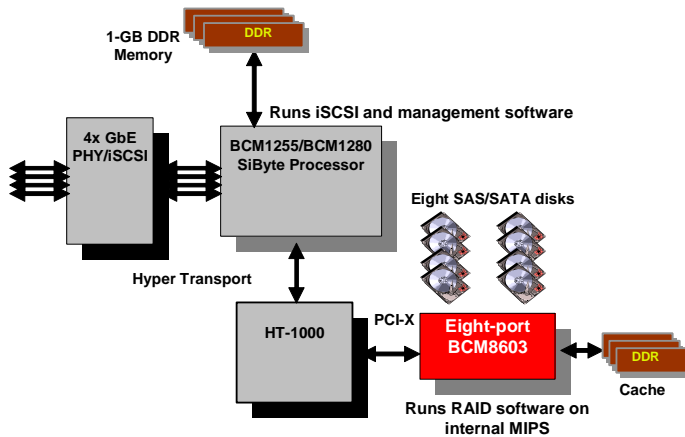 1-GB DDR
Memory
DDR
Runs iSCSI and management software
4x GbE
PHY/iSCSI
BCM1255/BCM1280
SiByte Processor
Eight SAS/SATA disks
Hyper Transport
HT-1000
PCI-X
Eight-port
BCM8603
DDR
Cache
Runs RAID software on
internal MIPS